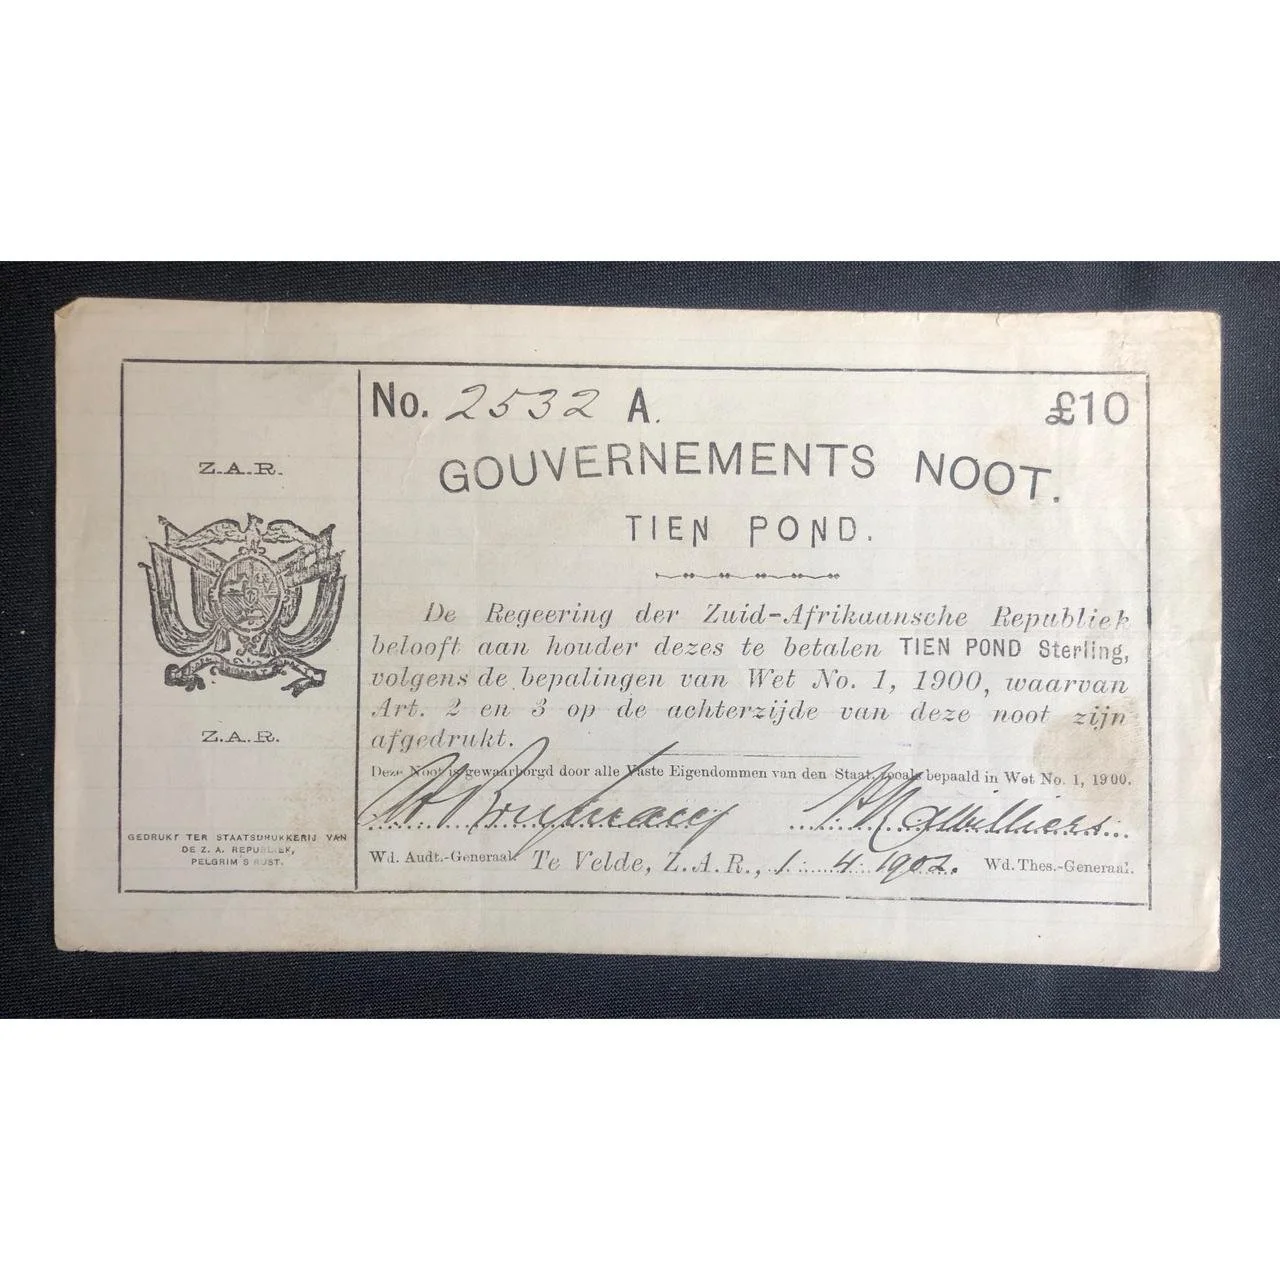 No. 2532 A. £10
GOUVERNEMENTS NOOT.
TIEN POND.
De Regeering der Zuid-Afrikaansche Republiek
belooft aan houder dezes te betalen TIEN POND Sterling,
volgens de bepalingen van Wet No. 1, 1900, waarvan
Art. 2 en 3 op de achterzijde van deze noot zijn
afgedrukt.
Deze Noot is gewaarborgd door alle Vaste Eigendommen van den Staat, zooals bepaald in Wet No. 1, 1900.
Wd. Audt.-Generaal. Te Velde, Z.A.R., 1 4 1902. Wd. Thes.-Generaal.
Z.A.R.
Z.A.R.
GEDRUKT TER STAATSDRUKKERIJ VAN
DE Z. A. REPUBLIEK,
PELGRIM'S RUST.